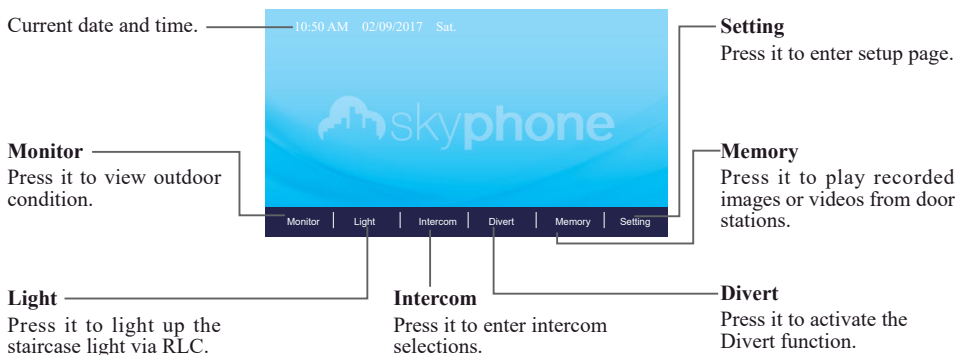 Current date and time.
10:50 AM 02/09/2017 Sat.
Setting
Press it to enter setup page.
skyphone
Monitor
Press it to view outdoor
condition.
Memory
Press it to play recorded
images or videos from door
stations.
Monitor Light Intercom Divert Memory Setting
Light
Press it to light up the
staircase light via RLC.
Intercom
Press it to enter intercom
selections.
Divert
Press it to activate the
Divert function.